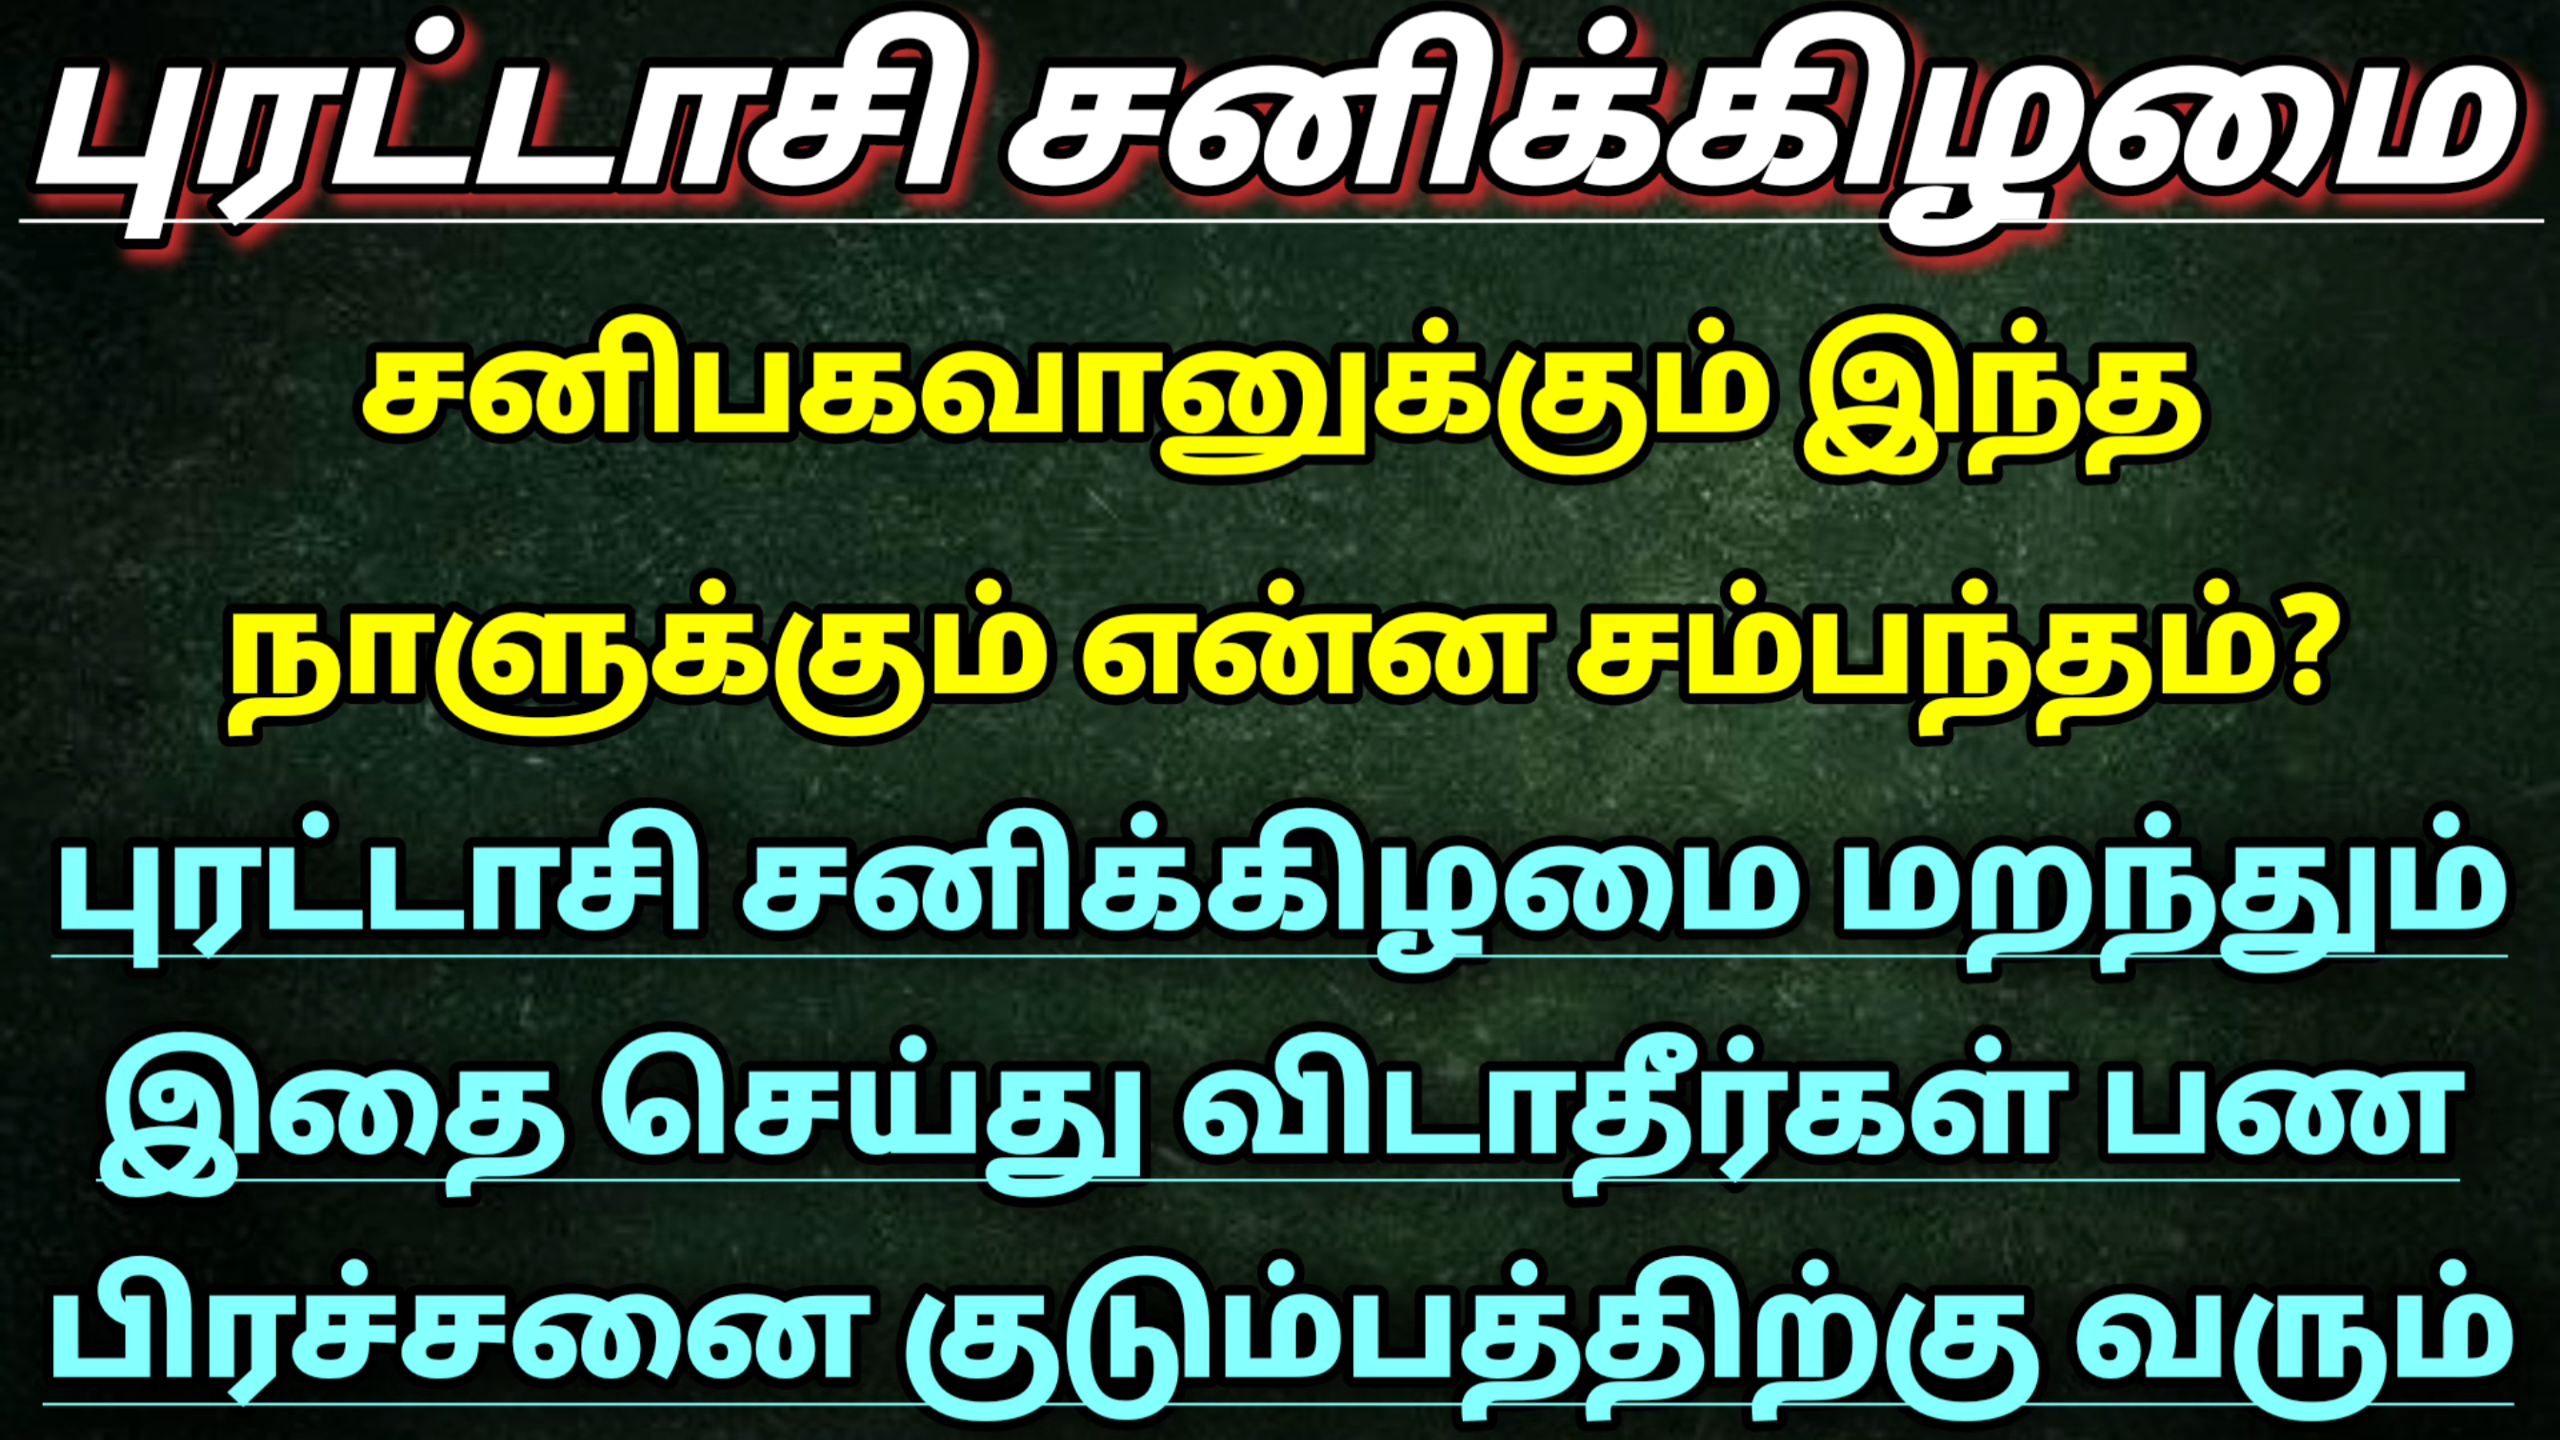 புரட்டாசி சனிக்கிழமை
சனிபகவானுக்கும் இந்த
நாளுக்கும் என்ன சம்பந்தம்?
புரட்டாசி சனிக்கிழமை மறந்தும்
இதை செய்து விடாதீர்கள் பண
பிரச்சனை குடும்பத்திற்கு வரும்